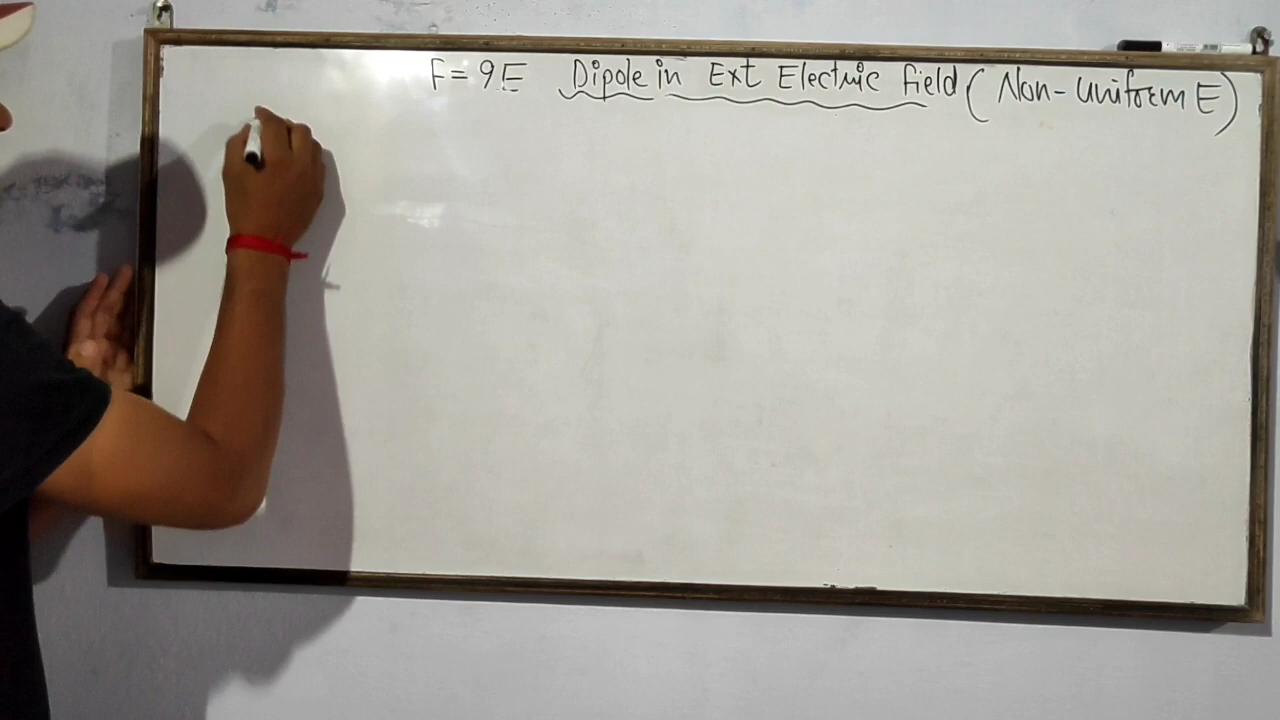 F = qE Dipole in Ext Electric field ( Non-uniform E )